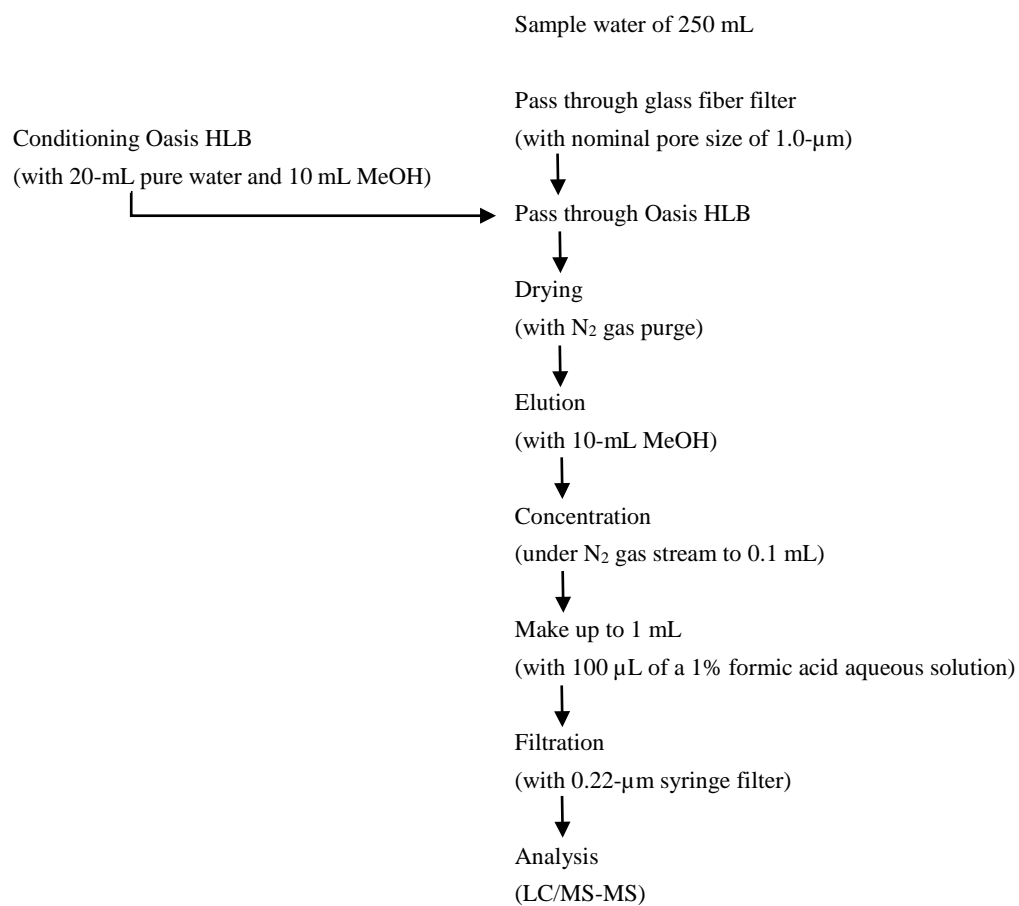 Sample water of 250 mL
Pass through glass fiber filter
(with nominal pore size of 1.0-µm)
Conditioning Oasis HLB
(with 20-mL pure water and 10 mL MeOH)
Pass through Oasis HLB
Drying
(with N₂ gas purge)
Elution
(with 10-mL MeOH)
Concentration
(under N₂ gas stream to 0.1 mL)
Make up to 1 mL
(with 100 µL of a 1% formic acid aqueous solution)
Filtration
(with 0.22-µm syringe filter)
Analysis
(LC/MS-MS)